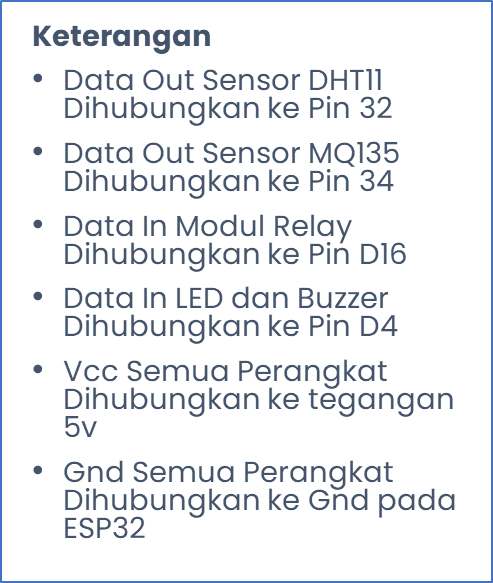 Keterangan
• Data Out Sensor DHT11
Dihubungkan ke Pin 32
• Data Out Sensor MQ135
Dihubungkan ke Pin 34
• Data In Modul Relay
Dihubungkan ke Pin D16
• Data In LED dan Buzzer
Dihubungkan ke Pin D4
• Vcc Semua Perangkat
Dihubungkan ke tegangan
5v
• Gnd Semua Perangkat
Dihubungkan ke Gnd pada
ESP32